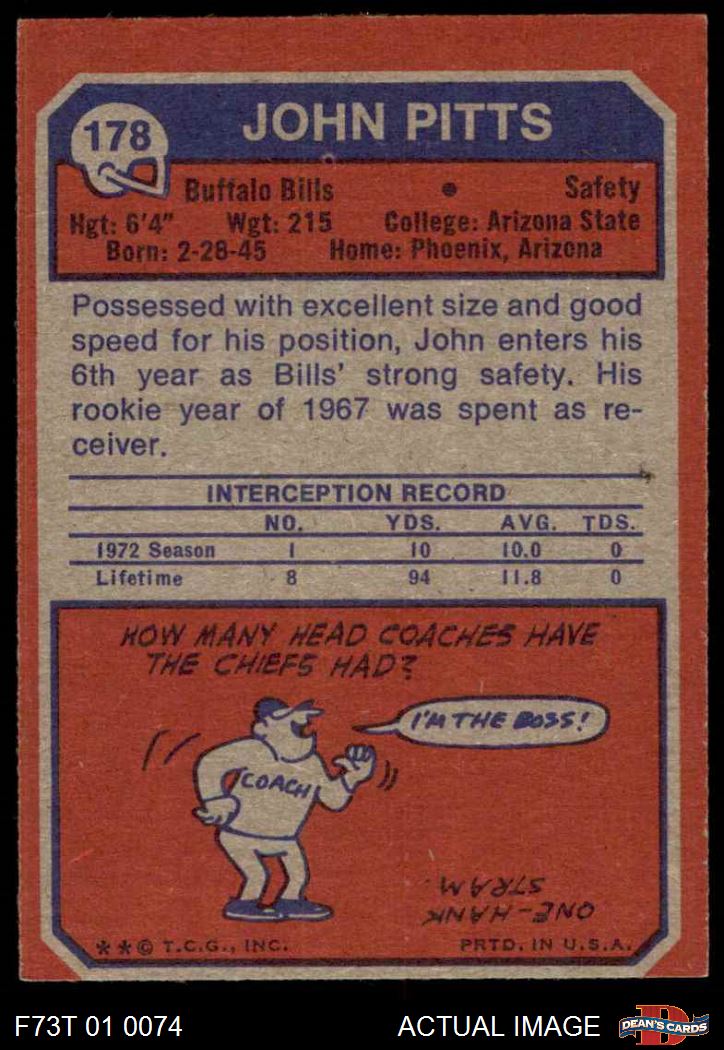 178
JOHN PITTS
Buffalo Bills • Safety
Hgt: 6'4" Wgt: 215 College: Arizona State
Born: 2-28-45 Home: Phoenix, Arizona
Possessed with excellent size and good
speed for his position, John enters his
6th year as Bills' strong safety. His
rookie year of 1967 was spent as re-
ceiver.
INTERCEPTION RECORD
NO. YDS. AVG. TDS.
1972 Season 1 10 10.0 0
Lifetime 8 94 11.8 0
HOW MANY HEAD COACHES HAVE
THE CHIEFS HAD?
I'M THE BOSS!
COACH
ONE-HANK
STRAM.
**© T.C.G., INC. PRTD. IN U.S.A.
F73T 01 0074 ACTUAL IMAGE
D
DEAN'S CARDS